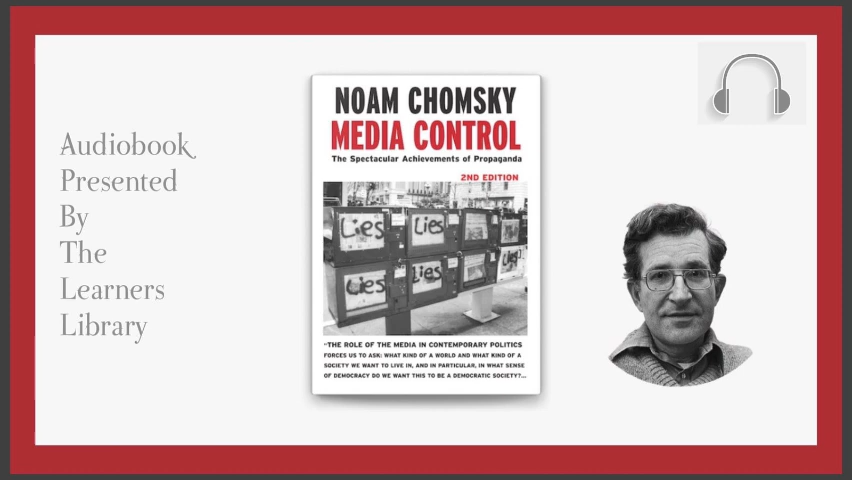 Audiobook
Presented
By
The
Learners
Library
NOAM CHOMSKY
MEDIA CONTROL
The Spectacular Achievements of Propaganda
2ND EDITION
Lies Lies
Lies Lies Lies
"THE ROLE OF THE MEDIA IN CONTEMPORARY POLITICS
FORCES US TO ASK: WHAT KIND OF A WORLD AND WHAT KIND OF A
SOCIETY WE WANT TO LIVE IN, AND IN PARTICULAR, IN WHAT SENSE
OF DEMOCRACY DO WE WANT THIS TO BE A DEMOCRATIC SOCIETY?...